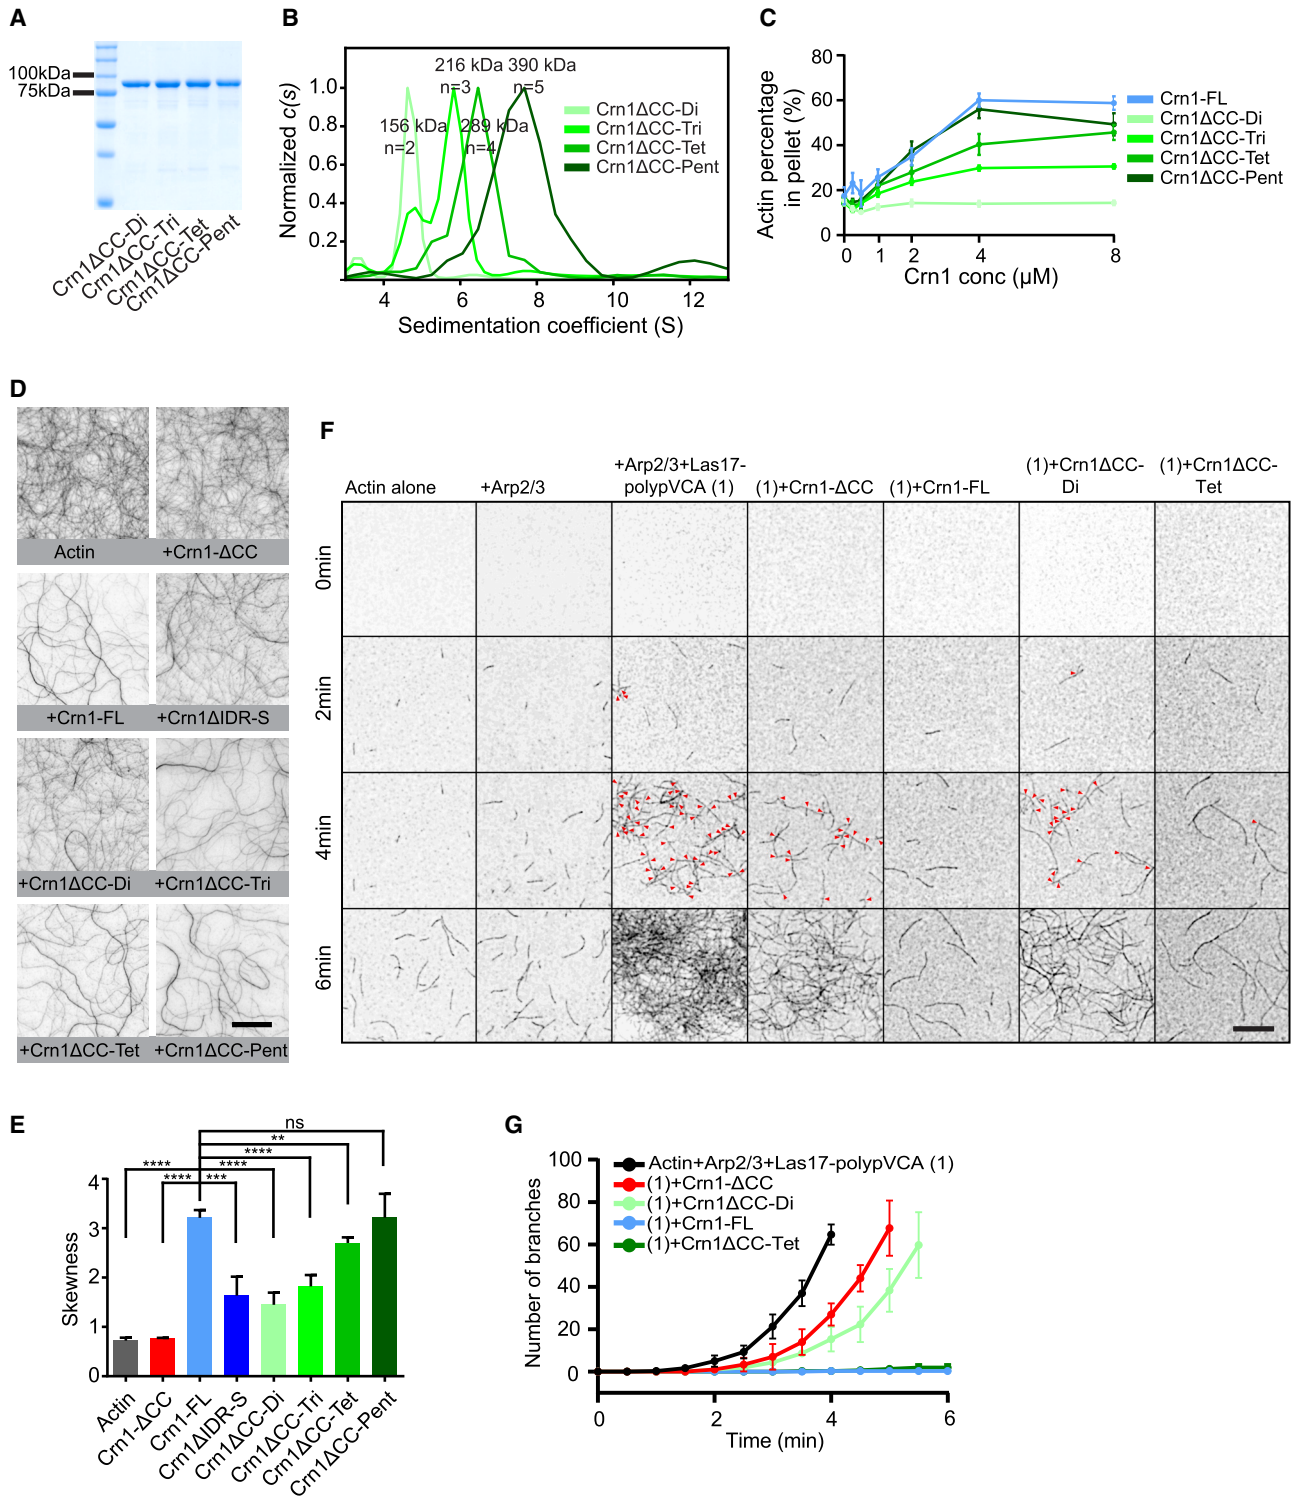 A
100kDa
75kDa
Crn1ΔCC-Di
Crn1ΔCC-Tri
Crn1ΔCC-Tet
Crn1ΔCC-Pent
B
Normalized c(s)
1.0
0.8
0.6
0.4
0.2
216 kDa
n=3
390 kDa
n=5
156 kDa
n=2
289 kDa
n=4
Crn1ΔCC-Di
Crn1ΔCC-Tri
Crn1ΔCC-Tet
Crn1ΔCC-Pent
4 6 8 10 12
Sedimentation coefficient (S)
C
Actin percentage
in pellet (%)
80
60
40
20
0
0 1 2 4 8
Crn1 conc (μM)
Crn1-FL
Crn1ΔCC-Di
Crn1ΔCC-Tri
Crn1ΔCC-Tet
Crn1ΔCC-Pent
D
Actin
+Crn1-ΔCC
+Crn1-FL
+Crn1ΔIDR-S
+Crn1ΔCC-Di
+Crn1ΔCC-Tri
+Crn1ΔCC-Tet
+Crn1ΔCC-Pent
F
Actin alone
+Arp2/3
+Arp2/3+Las17-
polypVCA (1)
(1)+Crn1-ΔCC
(1)+Crn1-FL
(1)+Crn1ΔCC-
Di
(1)+Crn1ΔCC-
Tet
0min
2min
4min
6min
E
Skewness
4
3
2
1
0
ns
**
****
**** ****
**** ***
Actin
Crn1-ΔCC
Crn1-FL
Crn1ΔIDR-S
Crn1ΔCC-Di
Crn1ΔCC-Tri
Crn1ΔCC-Tet
Crn1ΔCC-Pent
G
Number of branches
100
80
60
40
20
0
Actin+Arp2/3+Las17-polypVCA (1)
(1)+Crn1-ΔCC
(1)+Crn1ΔCC-Di
(1)+Crn1-FL
(1)+Crn1ΔCC-Tet
0 2 4 6
Time (min)